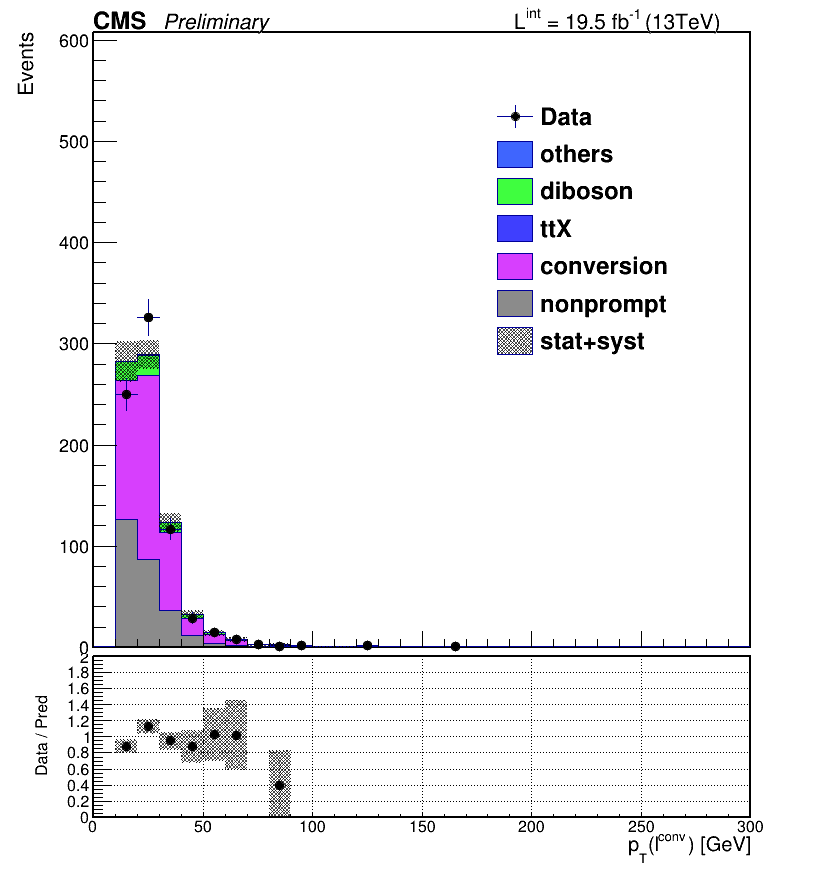 CMS Preliminary L^int = 19.5 fb^-1 (13TeV)
Events
600
500
400
300
200
100
0
Data
others
diboson
ttX
conversion
nonprompt
stat+syst
Data / Pred
2
1.8
1.6
1.4
1.2
1
0.8
0.6
0.4
0.2
0
0 50 100 150 200 250 300
p_T(l^conv) [GeV]